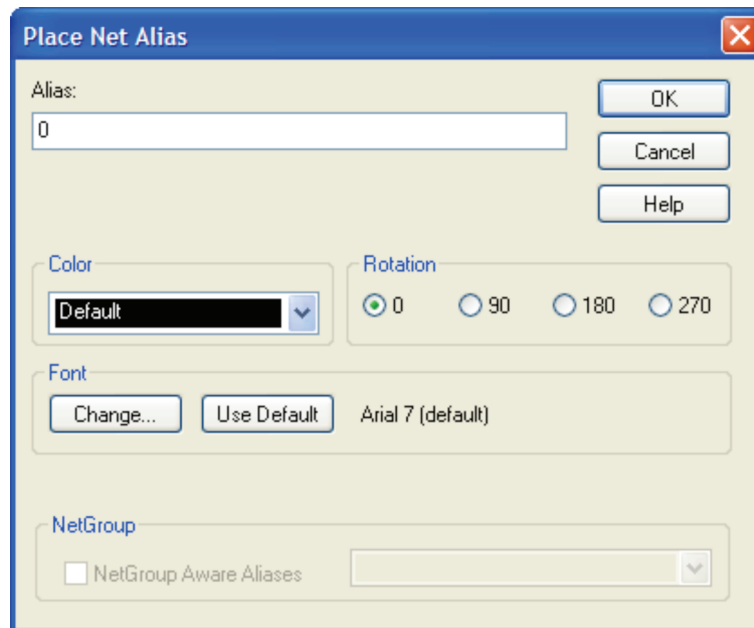 Place Net Alias
Alias:
0
OK
Cancel
Help
Color
Default
Rotation
0 90 180 270
Font
Change... Use Default Arial 7 (default)
NetGroup
NetGroup Aware Aliases